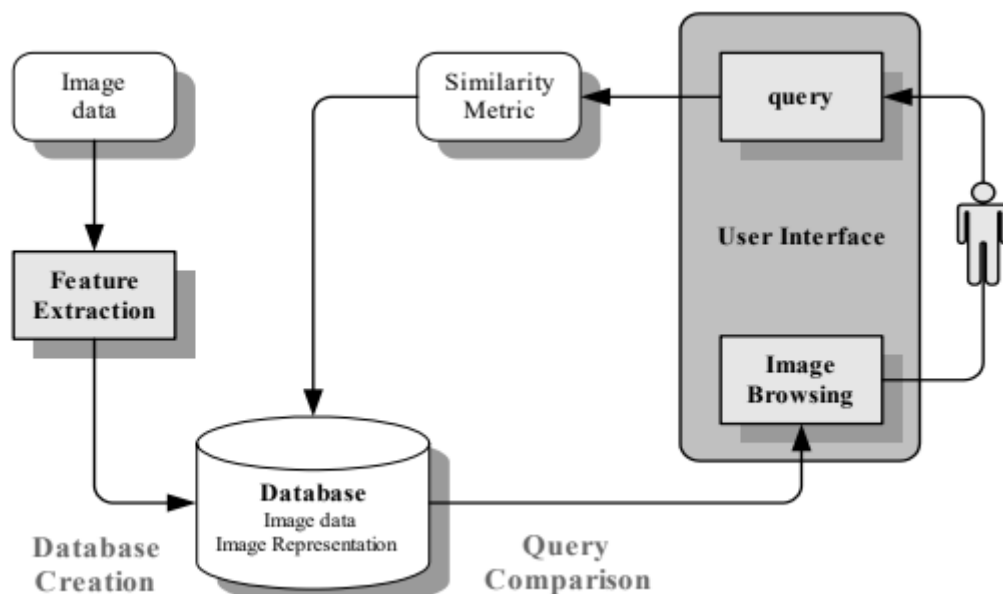 Image
data
Similarity
Metric
query
Feature
Extraction
User Interface
Image
Browsing
Database
Image data
Image Representation
Database
Creation
Query
Comparison